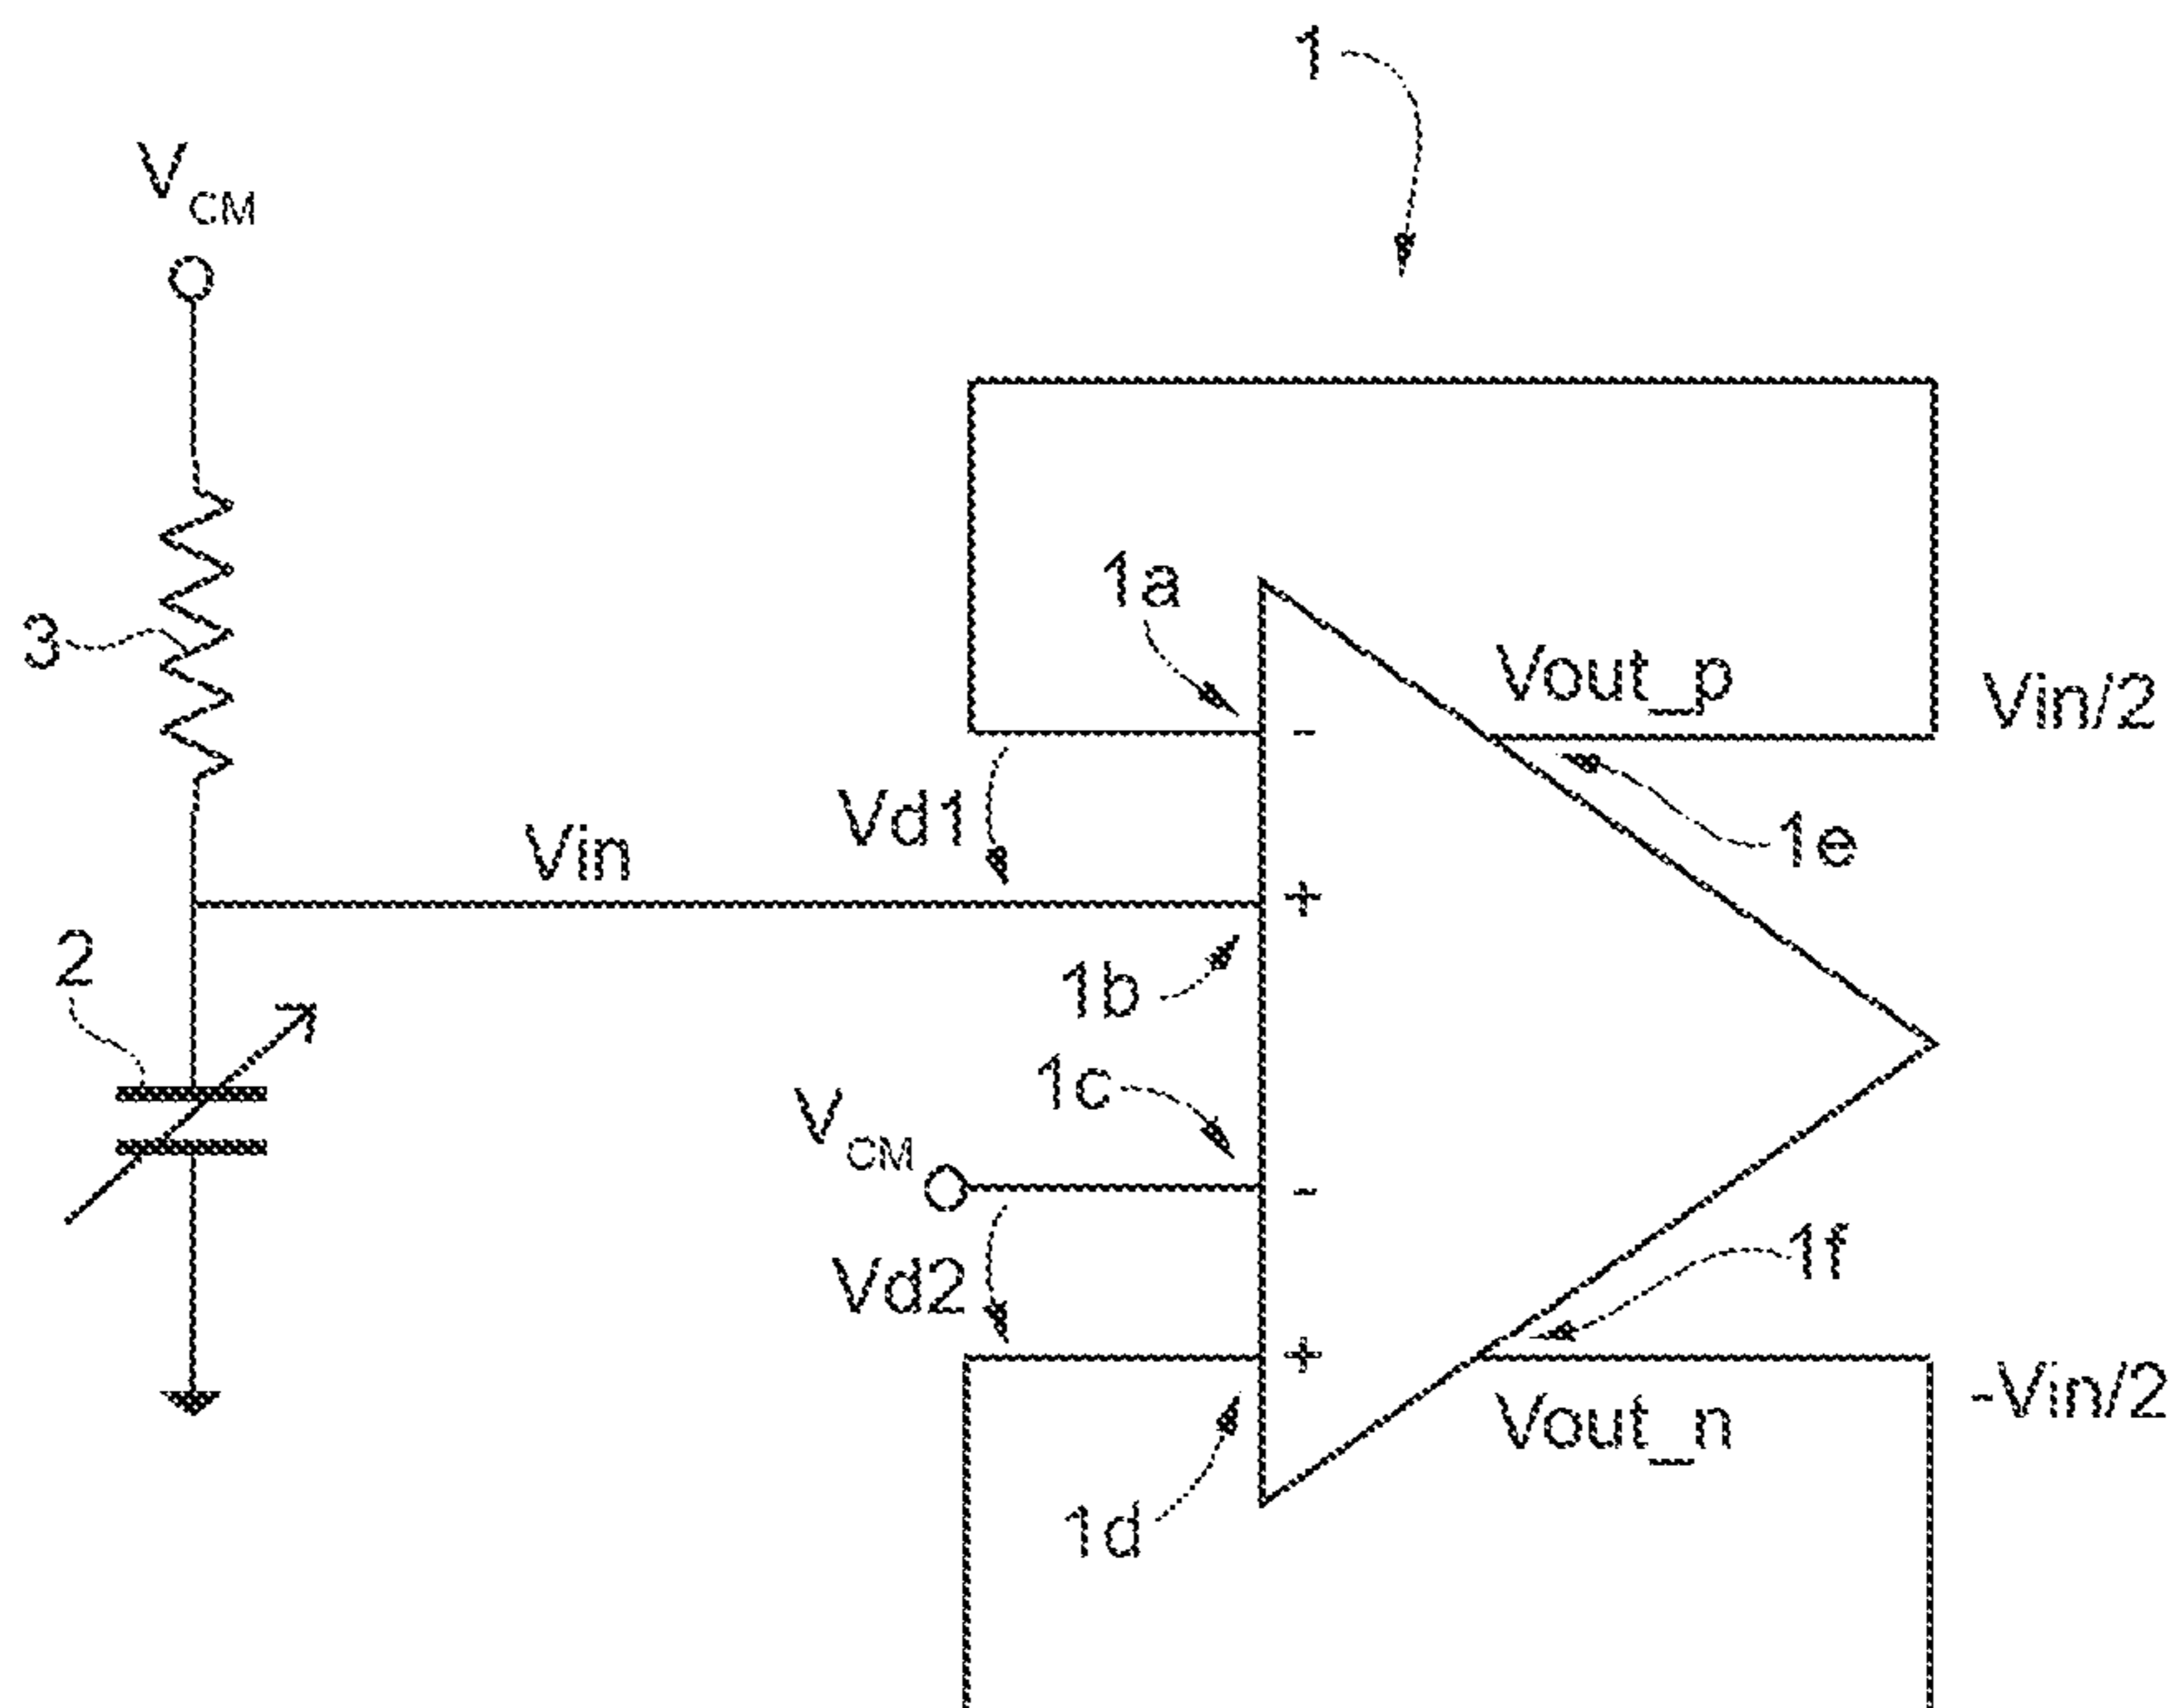 1
V_CM
1a
3
Vout_p
Vin/2
-
Vd1
1e
Vin
+
2
1b
1c
V_CM
-
Vd2
1f
+
-Vin/2
Vout_n
1d